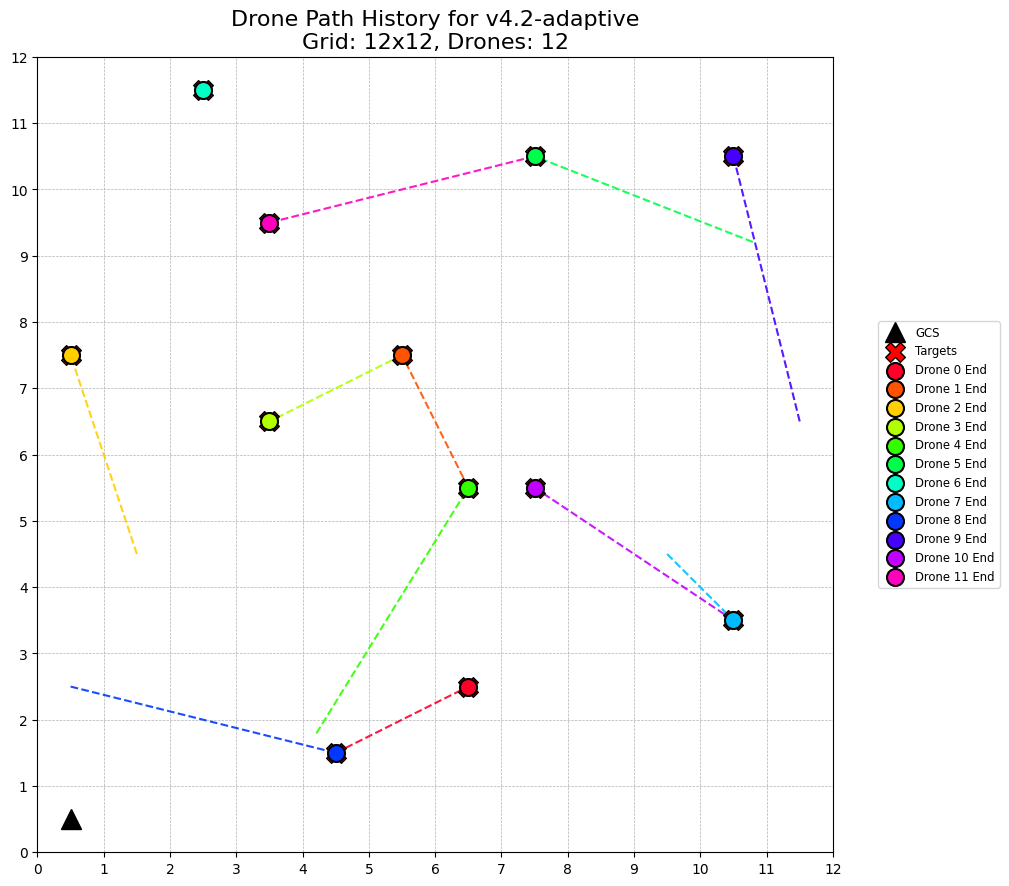 Drone Path History for v4.2-adaptive
Grid: 12x12, Drones: 12
12
11
10
9
8
7
6
5
4
3
2
1
0
0 1 2 3 4 5 6 7 8 9 10 11 12
GCS
Targets
Drone 0 End
Drone 1 End
Drone 2 End
Drone 3 End
Drone 4 End
Drone 5 End
Drone 6 End
Drone 7 End
Drone 8 End
Drone 9 End
Drone 10 End
Drone 11 End